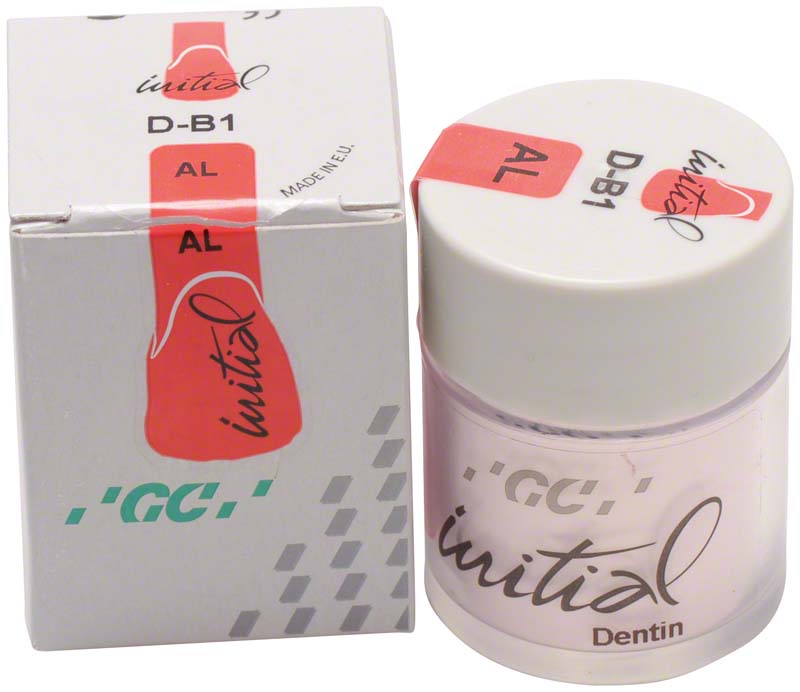 initial
D-B1
AL
MADE IN E.U.
AL
initial
GC
AL
D-B1
initial
GC
initial
Dentin